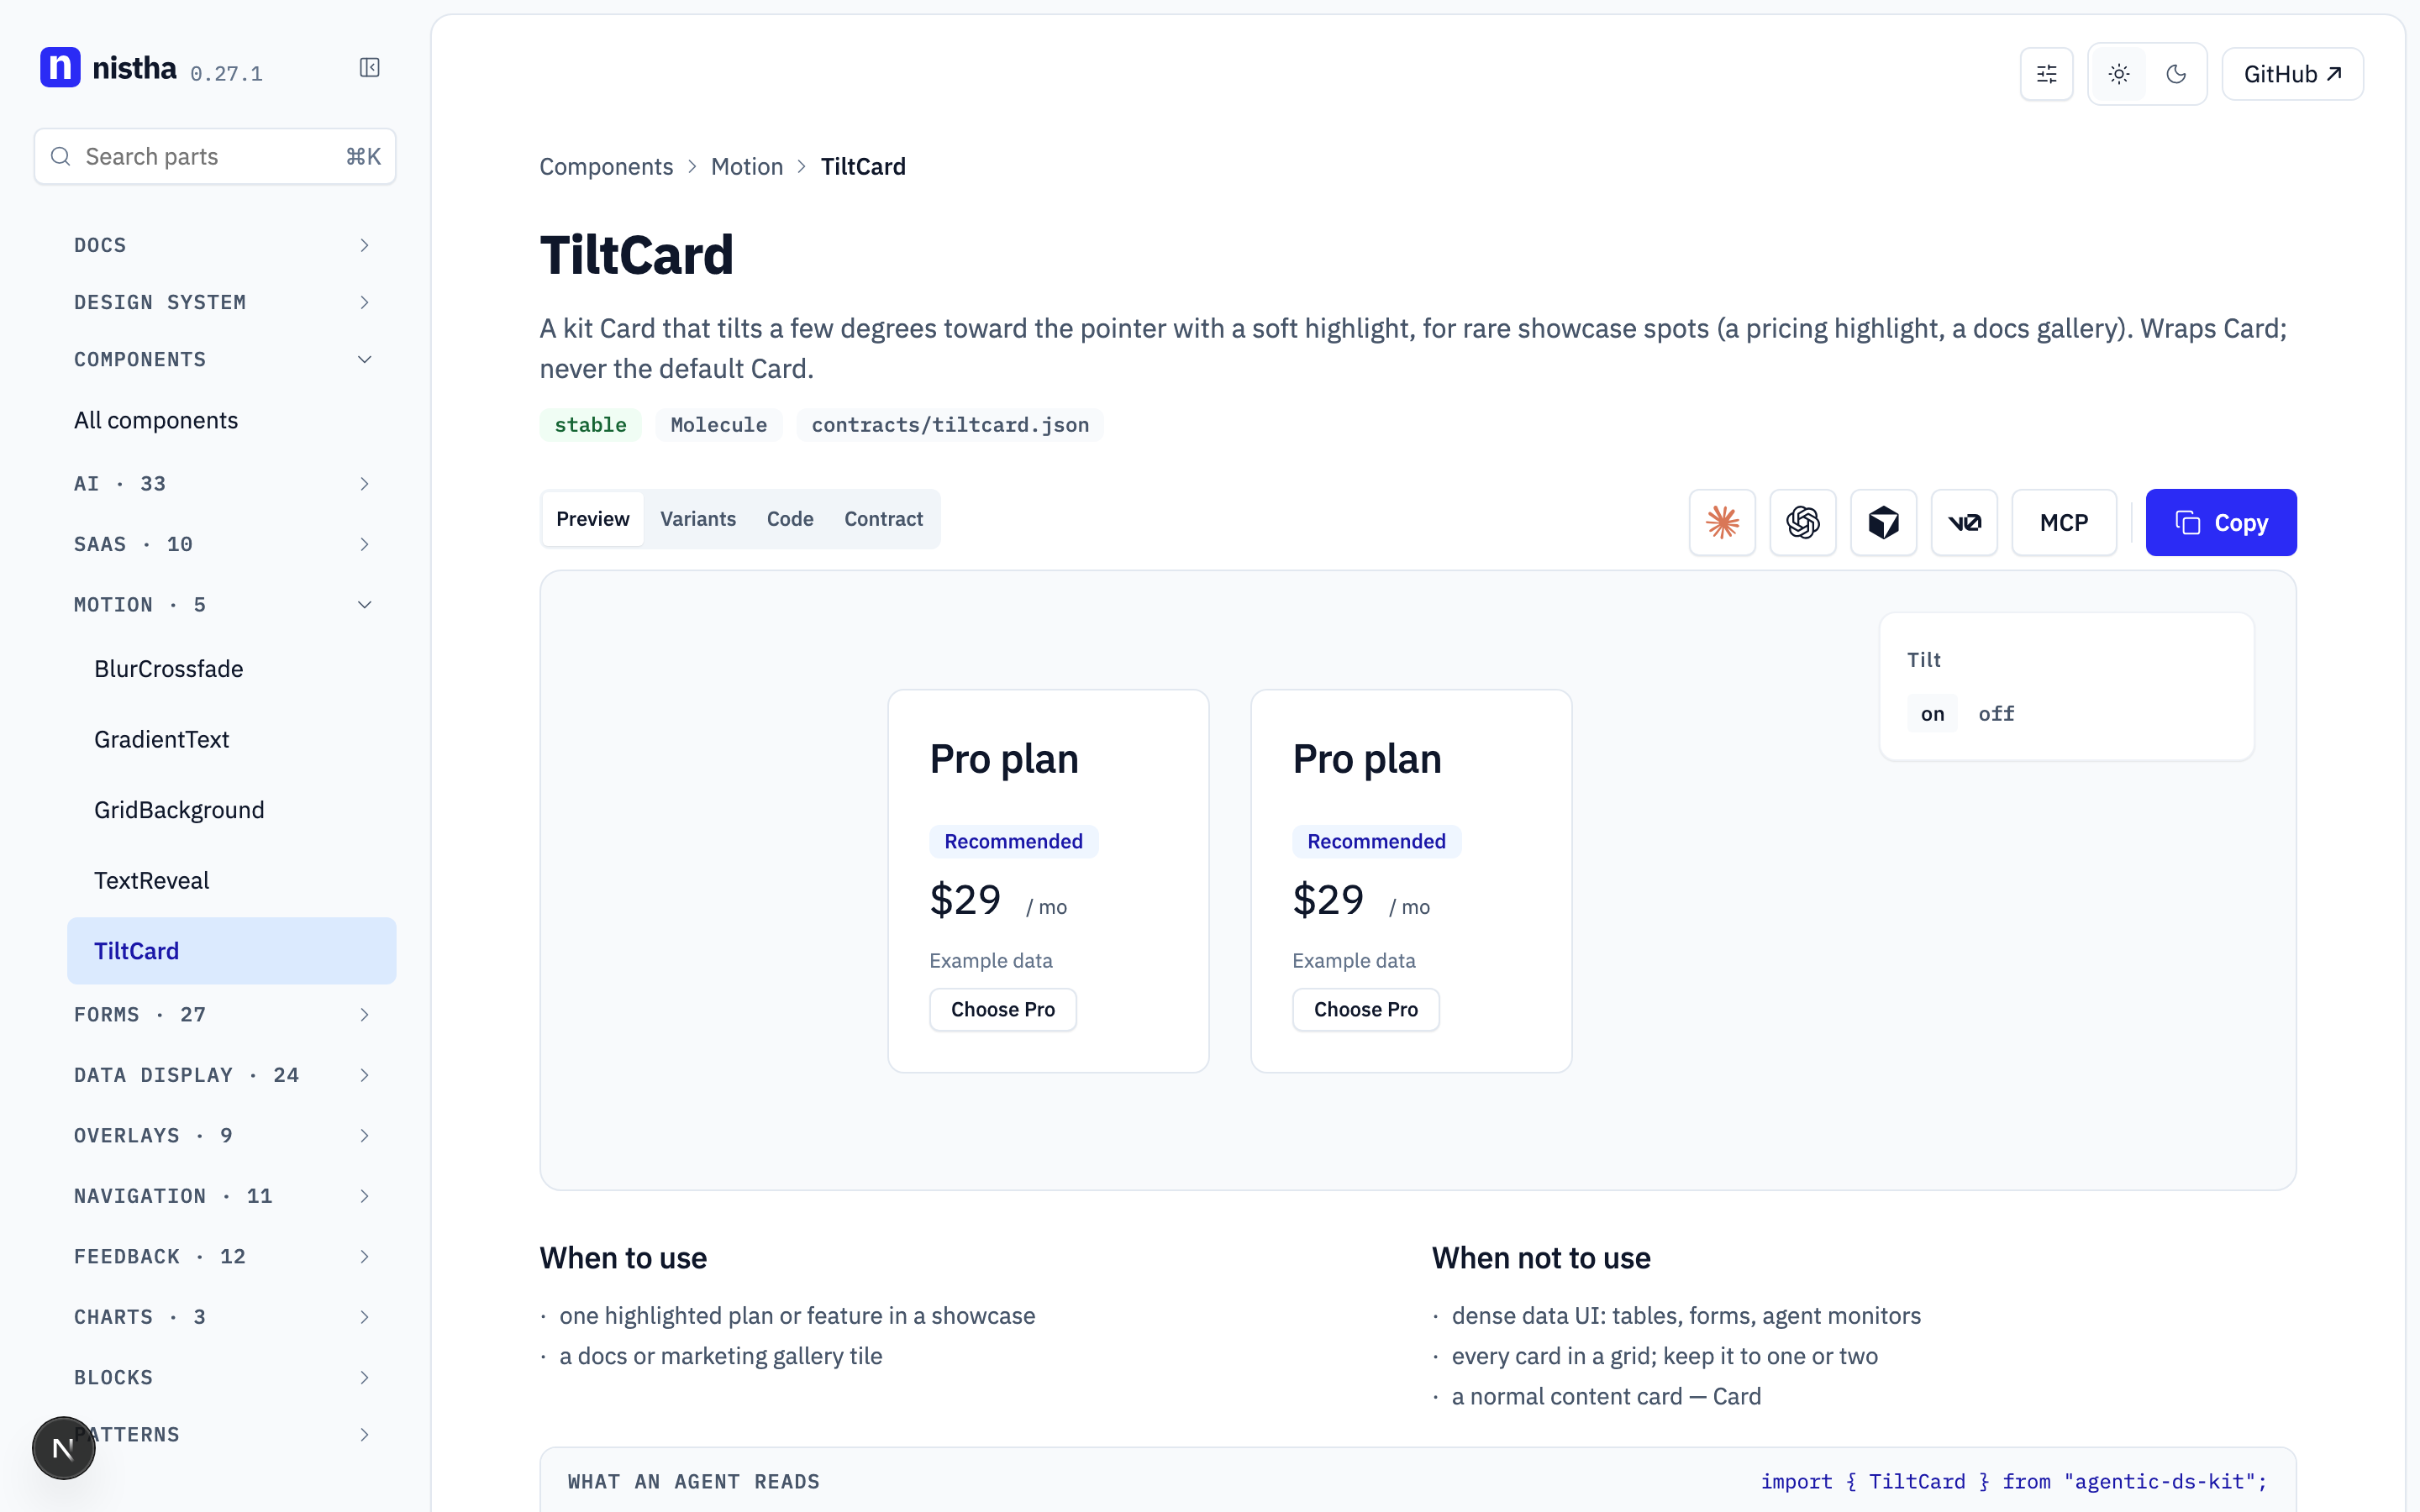 n nistha 0.27.1
Search parts ⌘K
DOCS
DESIGN SYSTEM
COMPONENTS
All components
AI · 33
SAAS · 10
MOTION · 5
BlurCrossfade
GradientText
GridBackground
TextReveal
TiltCard
FORMS · 27
DATA DISPLAY · 24
OVERLAYS · 9
NAVIGATION · 11
FEEDBACK · 12
CHARTS · 3
BLOCKS
PATTERNS
N
GitHub
Components > Motion > TiltCard
TiltCard
A kit Card that tilts a few degrees toward the pointer with a soft highlight, for rare showcase spots (a pricing highlight, a docs gallery). Wraps Card;
never the default Card.
stable Molecule contracts/tiltcard.json
Preview Variants Code Contract
v0 MCP Copy
Tilt
on off
Pro plan
Recommended
$29 / mo
Example data
Choose Pro
Pro plan
Recommended
$29 / mo
Example data
Choose Pro
When to use
· one highlighted plan or feature in a showcase
· a docs or marketing gallery tile
When not to use
· dense data UI: tables, forms, agent monitors
· every card in a grid; keep it to one or two
· a normal content card — Card
WHAT AN AGENT READS
import { TiltCard } from "agentic-ds-kit";